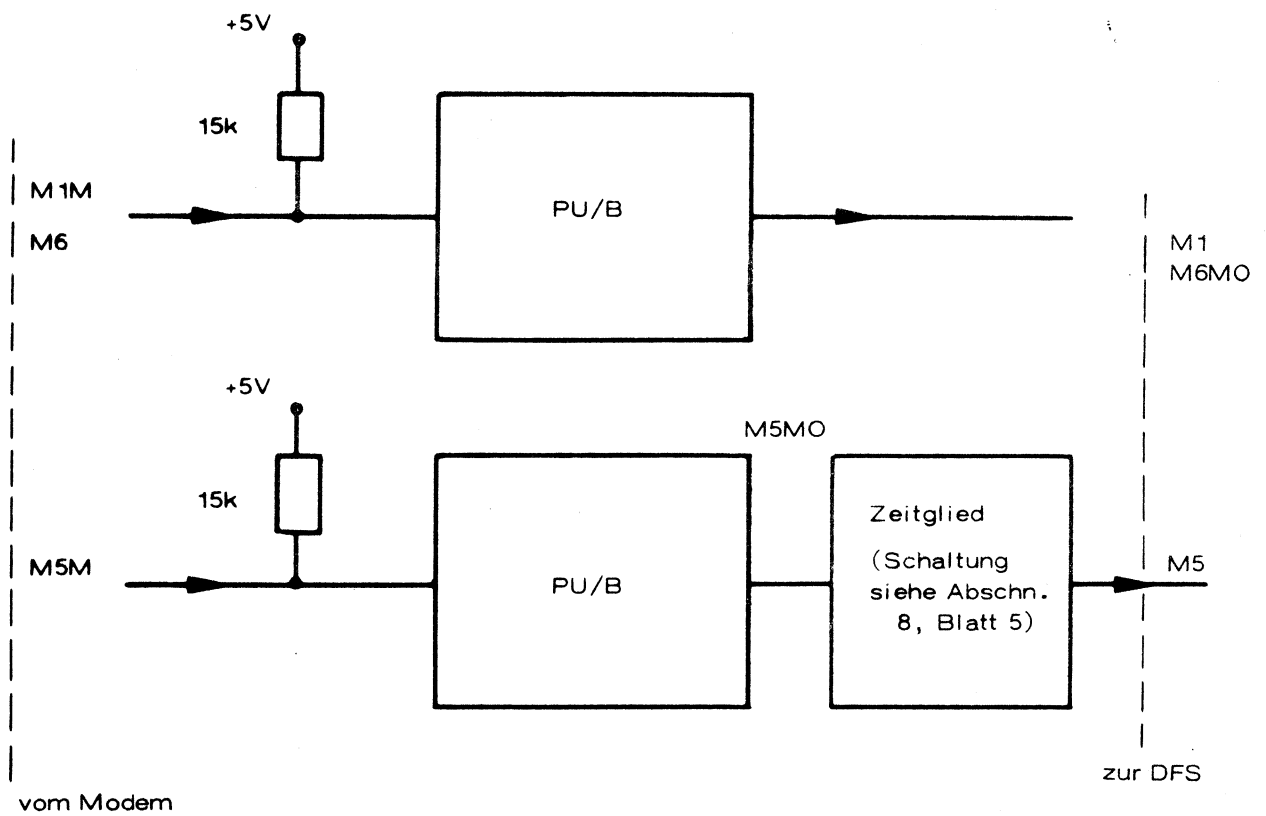 +5V
15k
M1M
M6
PU/B
M1
M6MO
+5V
15k
M5M
PU/B
M5MO
Zeitglied
(Schaltung
siehe Abschn.
8, Blatt 5)
M5
zur DFS
vom Modem